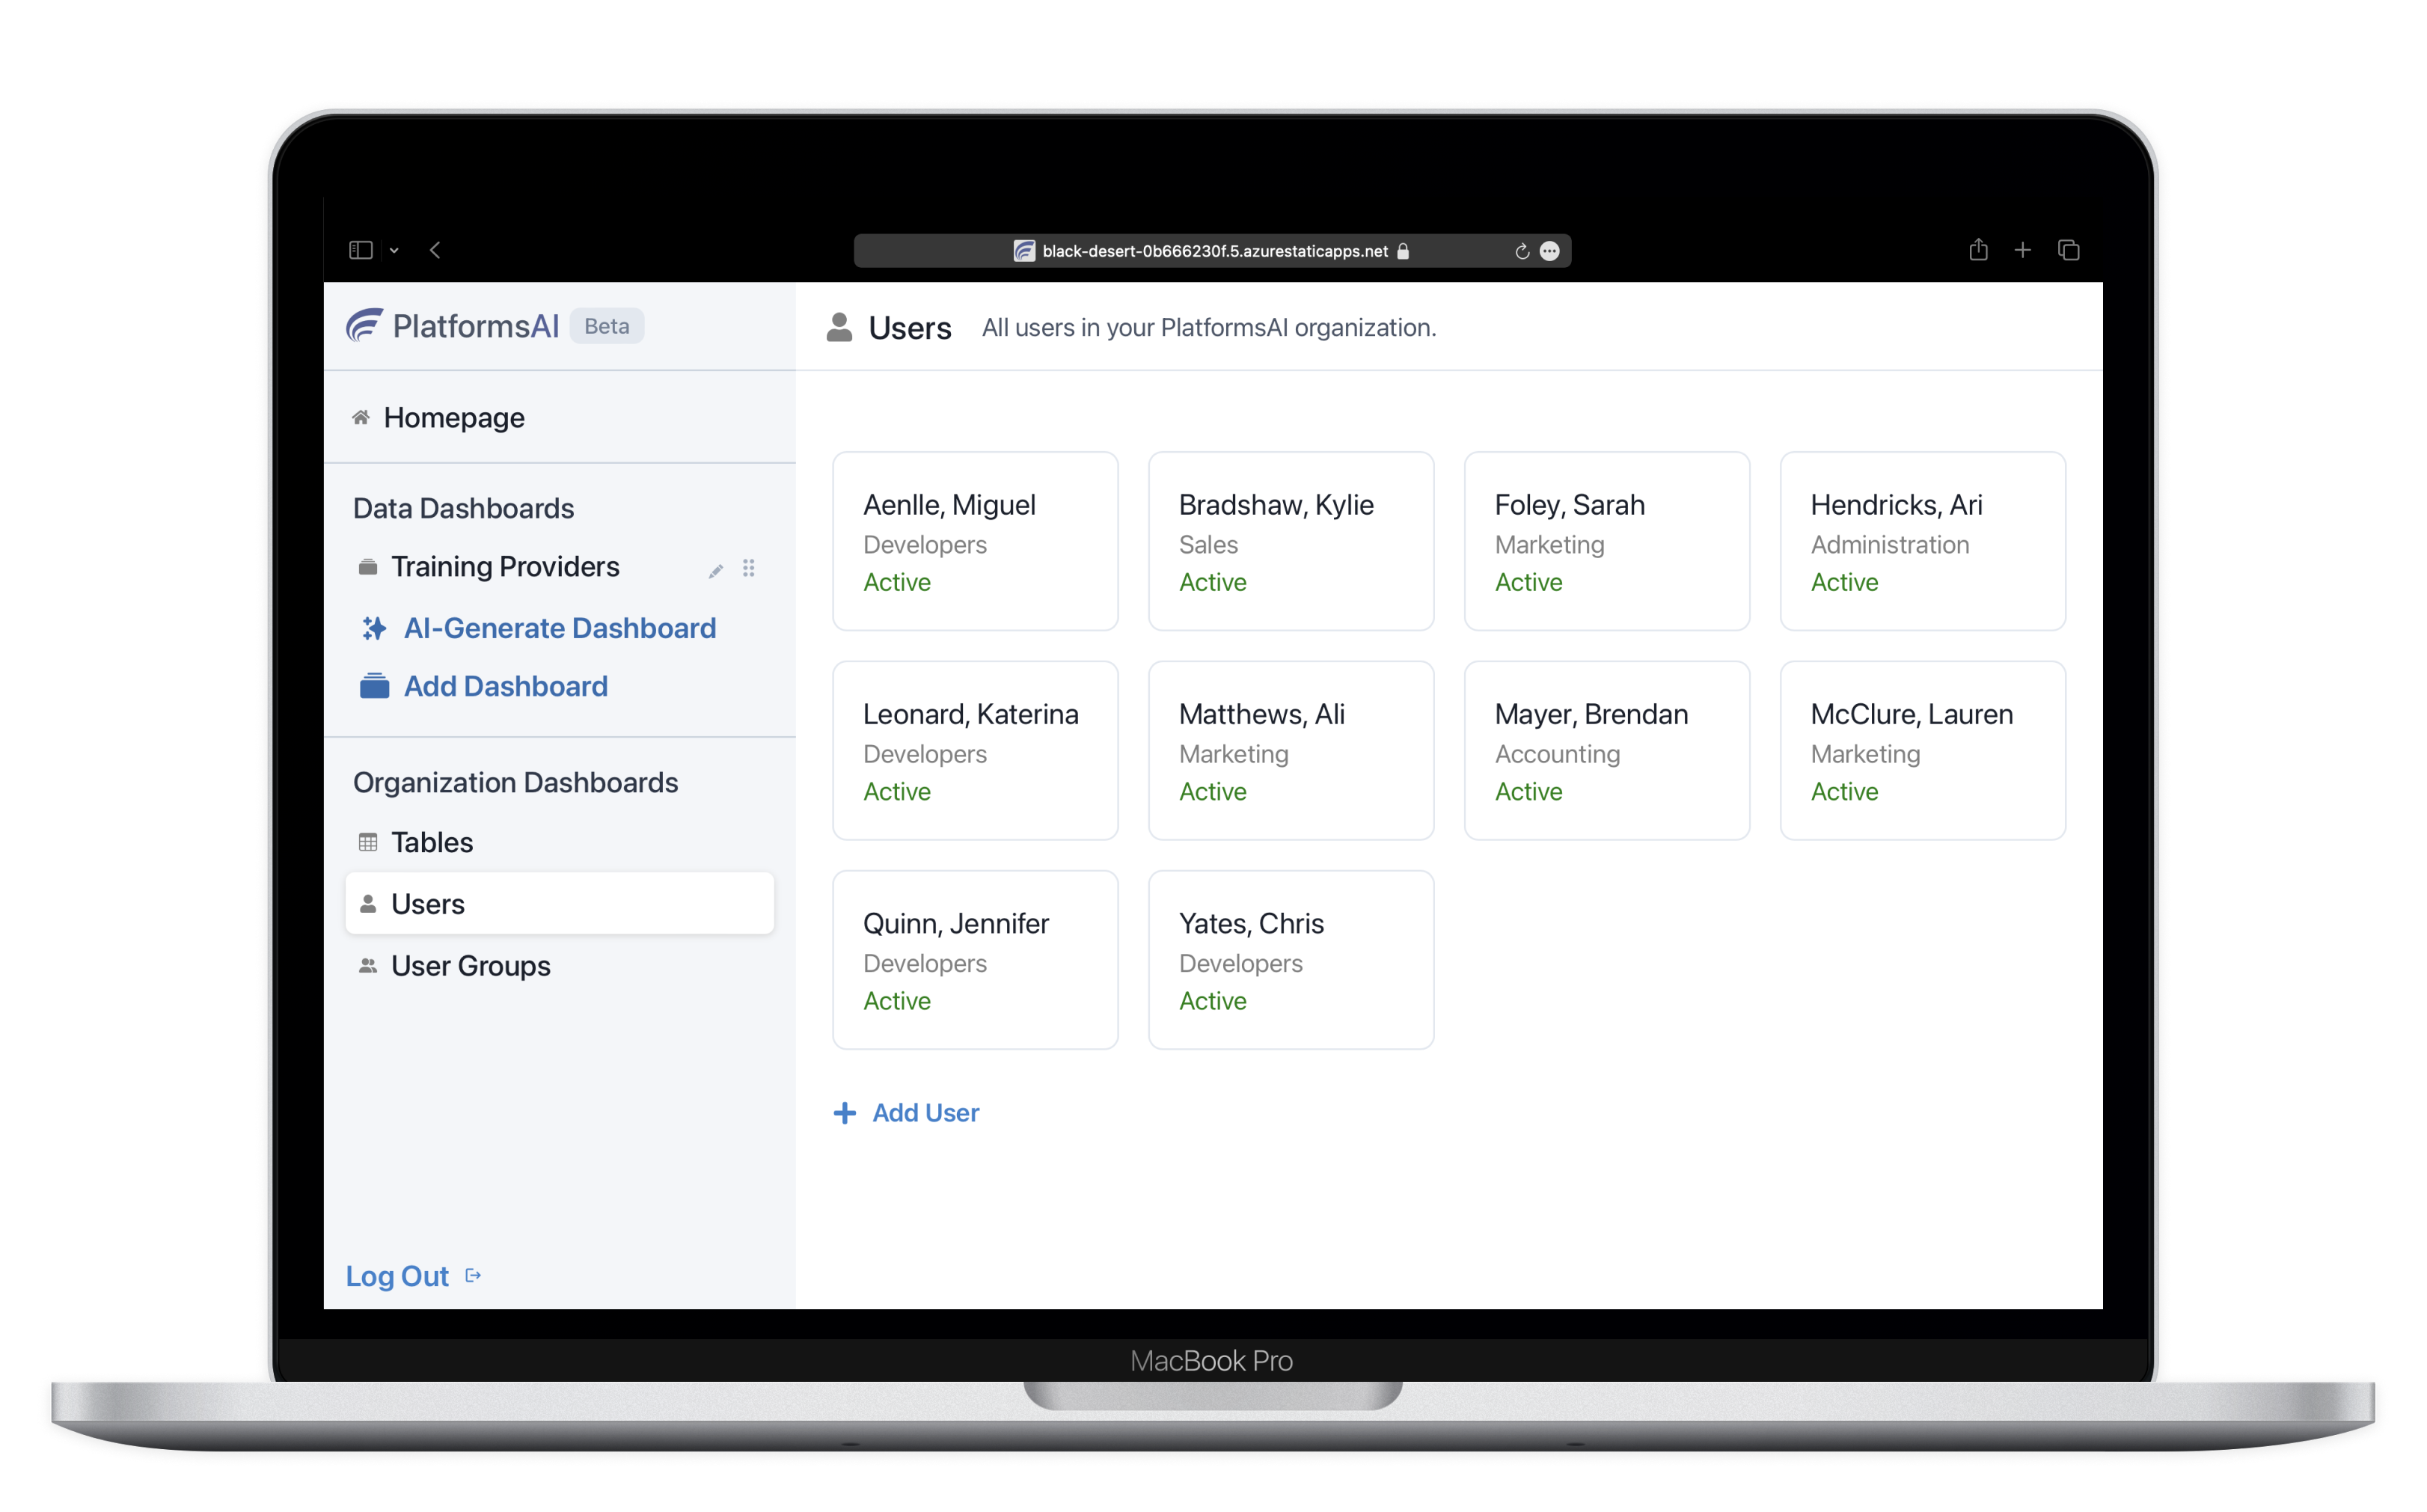 black-desert-0b666230f.5.azurestaticapps.net
PlatformsAI Beta
Homepage
Data Dashboards
Training Providers
AI-Generate Dashboard
Add Dashboard
Organization Dashboards
Tables
Users
User Groups
Log Out
Users All users in your PlatformsAI organization.
Aenlle, Miguel
Developers
Active
Bradshaw, Kylie
Sales
Active
Foley, Sarah
Marketing
Active
Hendricks, Ari
Administration
Active
Leonard, Katerina
Developers
Active
Matthews, Ali
Marketing
Active
Mayer, Brendan
Accounting
Active
McClure, Lauren
Marketing
Active
Quinn, Jennifer
Developers
Active
Yates, Chris
Developers
Active
Add User
MacBook Pro